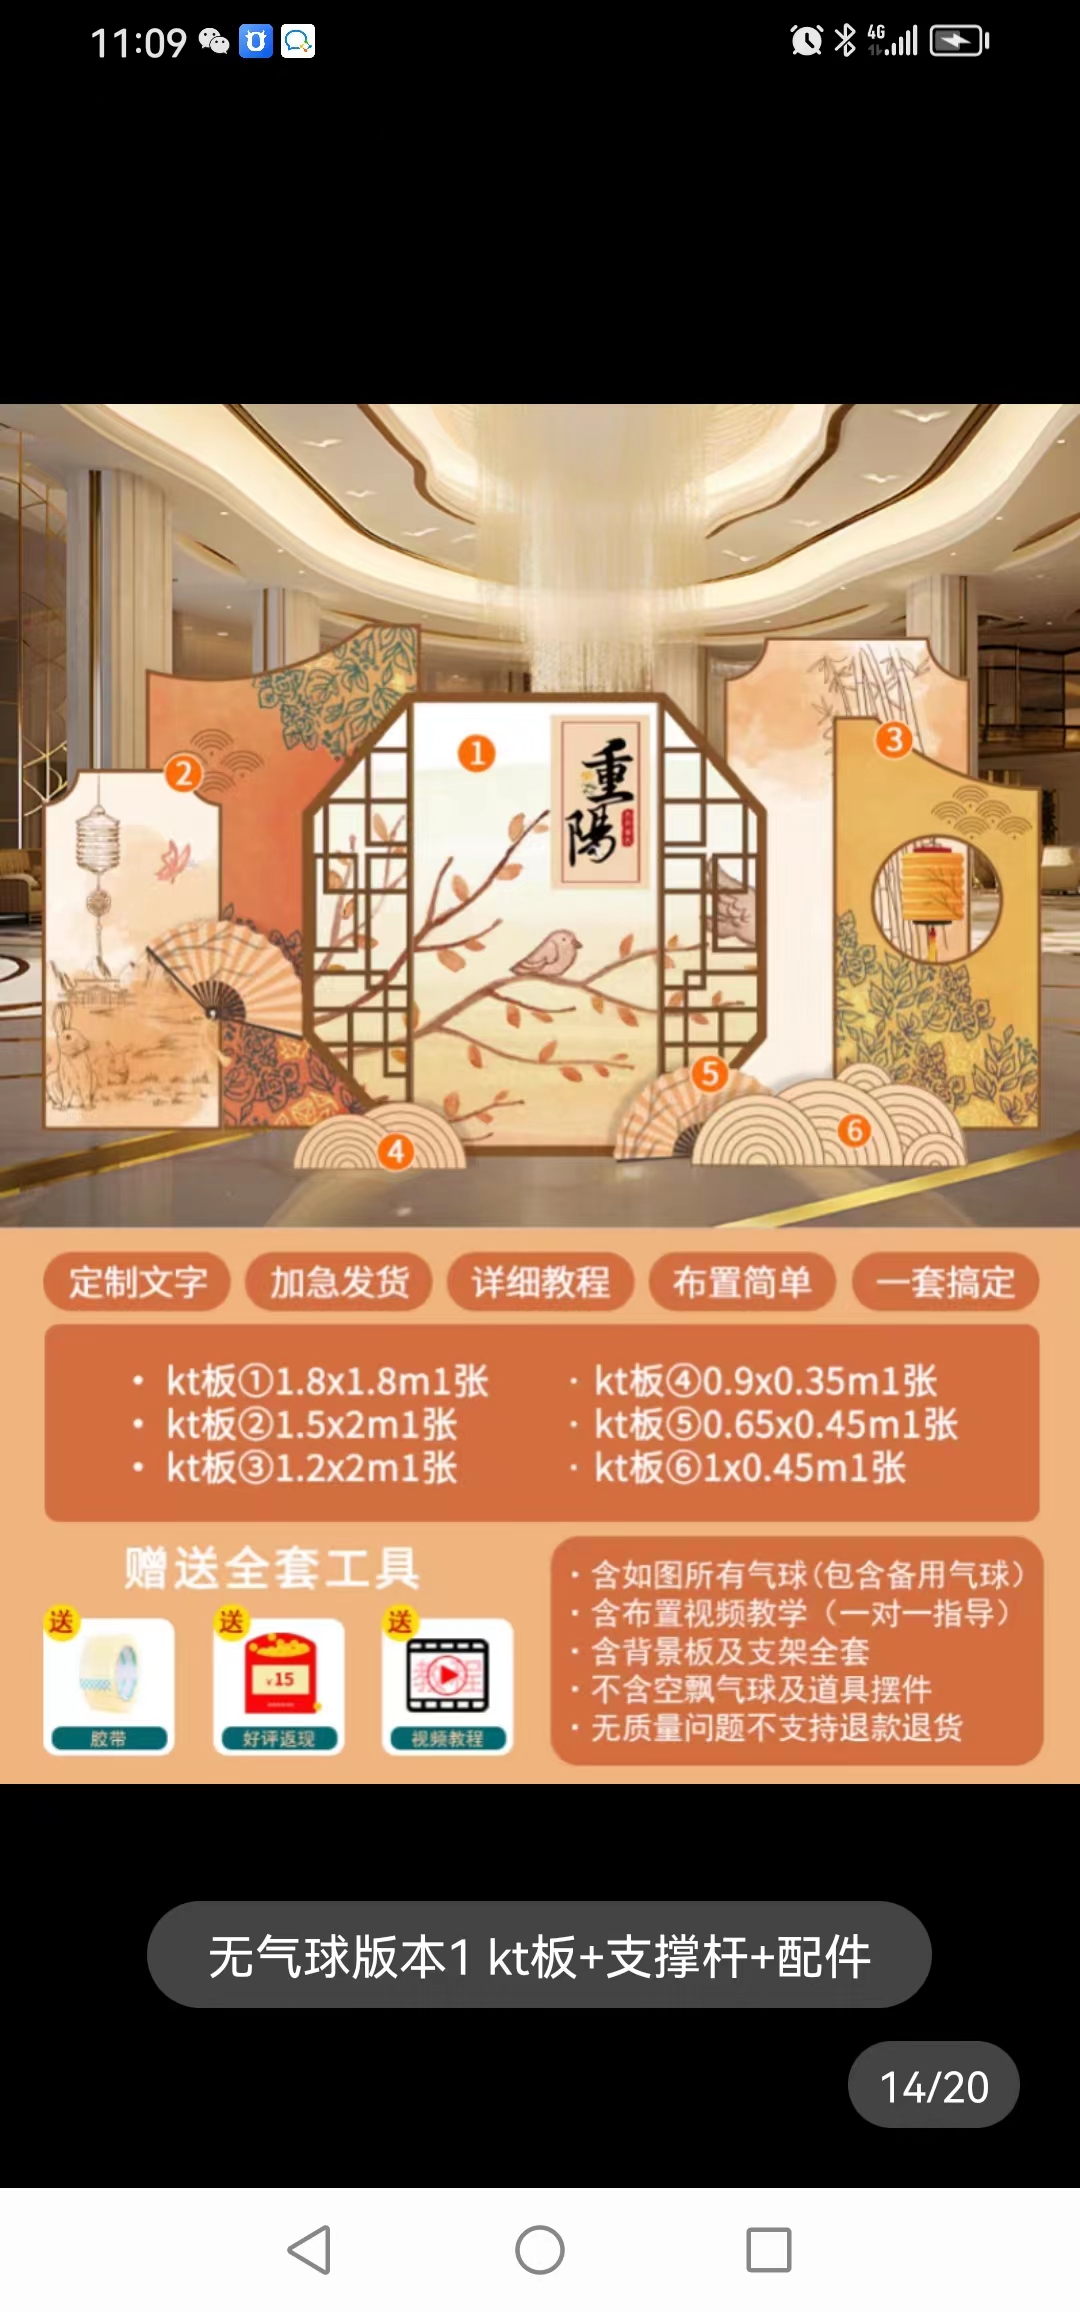 11:09
4G
①
②
③
④
⑤
⑥
重
陽
定制文字 加急发货 详细教程 布置简单 一套搞定
• kt板①1.8x1.8m1张
• kt板②1.5x2m1张
• kt板③1.2x2m1张
· kt板④0.9x0.35m1张
· kt板⑤0.65x0.45m1张
· kt板⑥1x0.45m1张
赠送全套工具
送 送 送
¥15
胶带 好评返现 视频教程
· 含如图所有气球(包含备用气球)
· 含布置视频教学（一对一指导）
· 含背景板及支架全套
· 不含空飘气球及道具摆件
· 无质量问题不支持退款退货
无气球版本1 kt板+支撑杆+配件
14/20